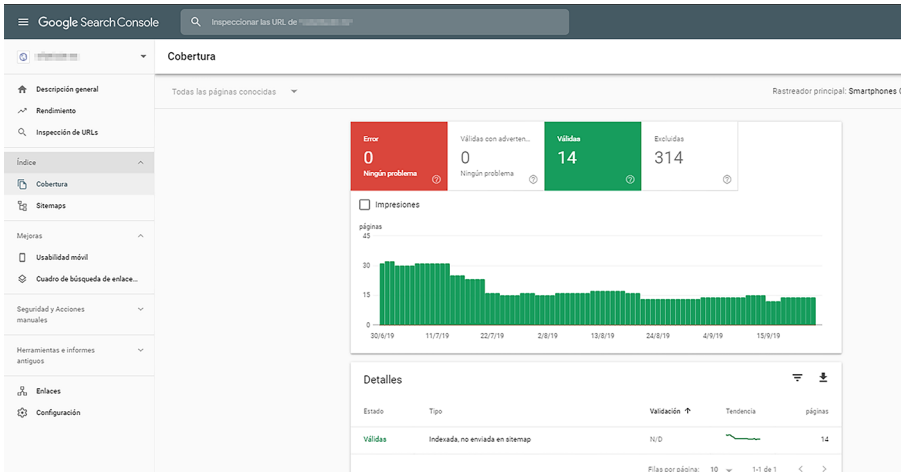 Google Search Console
Inspeccionar las URL de
Cobertura
Descripción general
Todas las páginas conocidas
Rastreador principal: Smartphones
Rendimiento
Inspección de URLs
Índice
Cobertura
Sitemaps
Mejoras
Usabilidad móvil
Cuadro de búsqueda de enlace...
Seguridad y Acciones
manuales
Herramientas e informes
antiguos
Enlaces
Configuración
Error
0
Ningún problema
Válidas con adverten...
0
Ningún problema
Válidas
14
Excluidas
314
Impresiones
páginas
45
30
15
0
30/6/19 11/7/19 22/7/19 2/8/19 13/8/19 24/8/19 4/9/19 15/9/19
Detalles
Estado Tipo Validación Tendencia páginas
Válidas Indexada, no enviada en sitemap N/D 14
Filas por página: 10 1-1 de 1